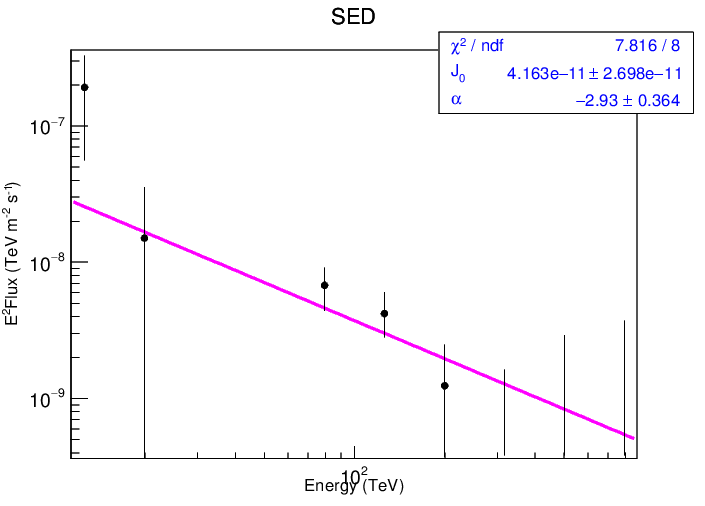 SED
χ² / ndf 7.816 / 8
J₀ 4.163e−11 ± 2.698e−11
α −2.93 ± 0.364
10⁻⁷
10⁻⁸
10⁻⁹
E²Flux (TeV m⁻² s⁻¹)
10²
Energy (TeV)